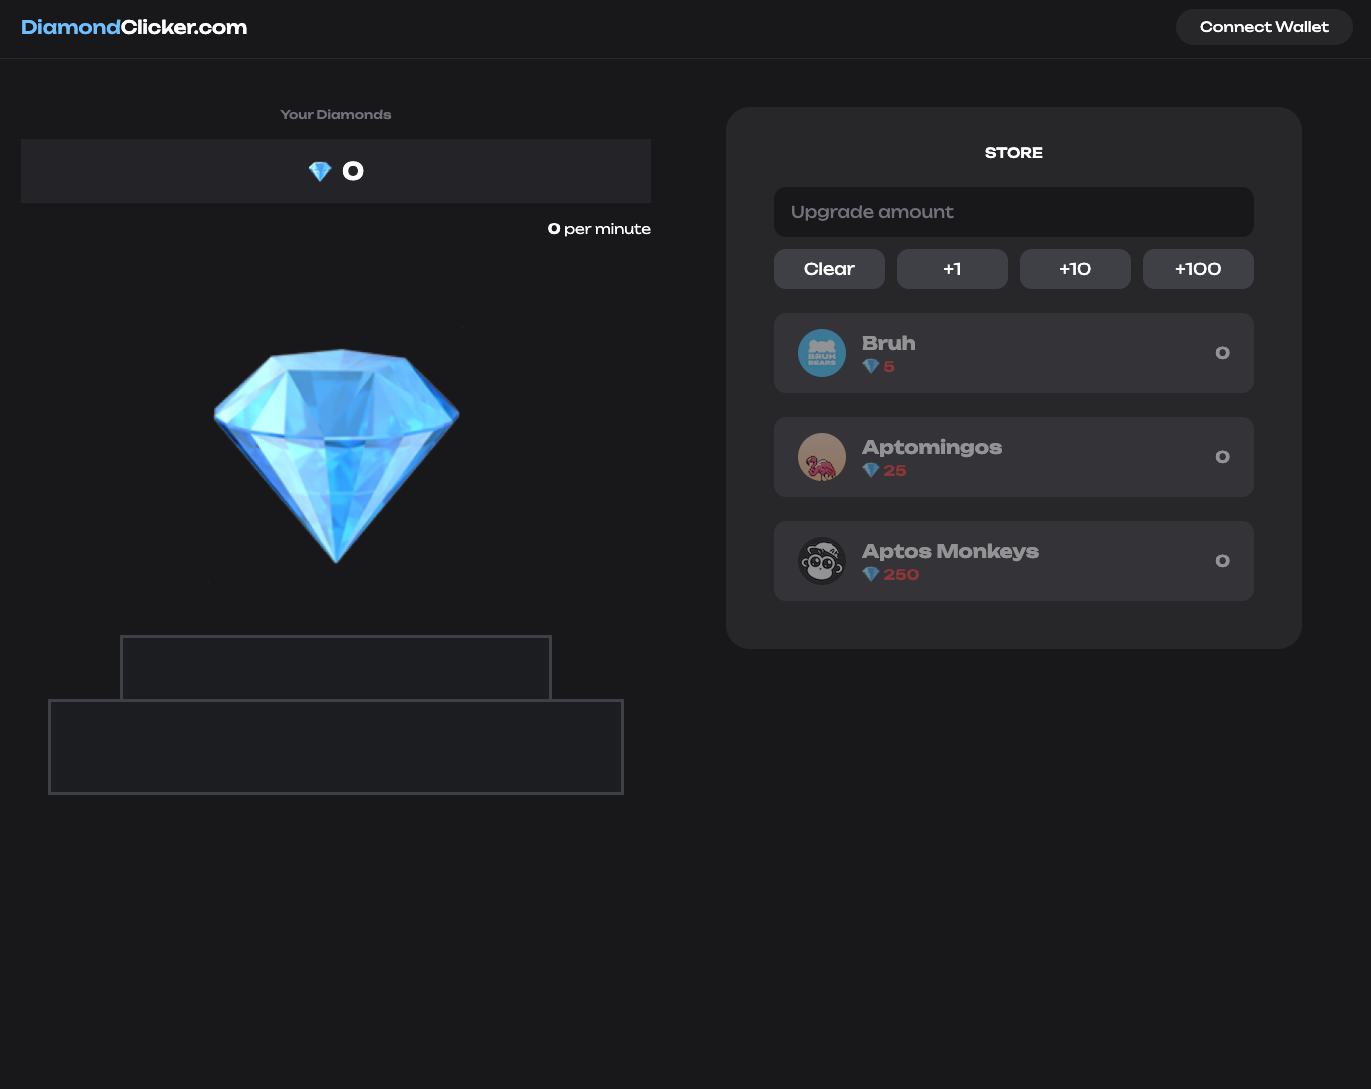 DiamondClicker.com
Connect Wallet
Your Diamonds
0
0 per minute
STORE
Upgrade amount
Clear
+1
+10
+100
BRUH
BEARS
Bruh
5
0
Aptomingos
25
0
Aptos Monkeys
250
0